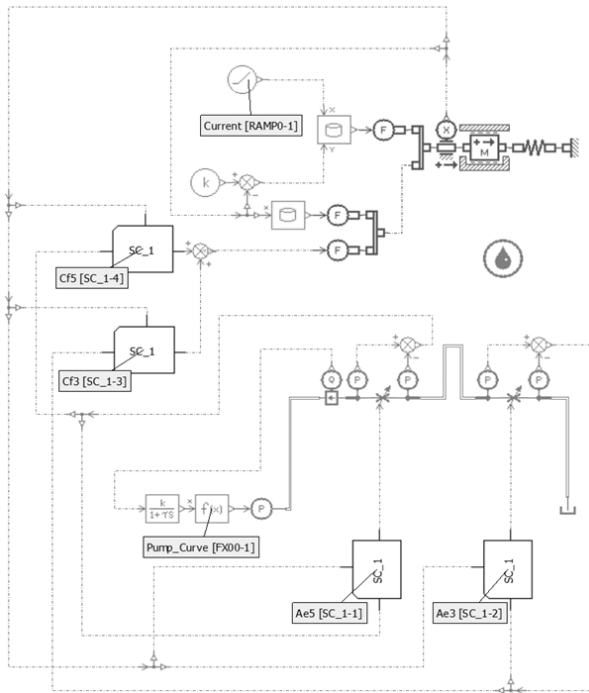 X
Current [RAMP0-1]
X
F
M
Y
k
+
-
X
F
+
F
SC_1
+
Cf5 [SC_1-4]
SC_1
Cf3 [SC_1-3]
+
-
+
-
Q
P
P
P
P
k
1+τs
x
f(x)
P
Pump_Curve [FX00-1]
SC_1
SC_1
Ae5 [SC_1-1]
Ae3 [SC_1-2]